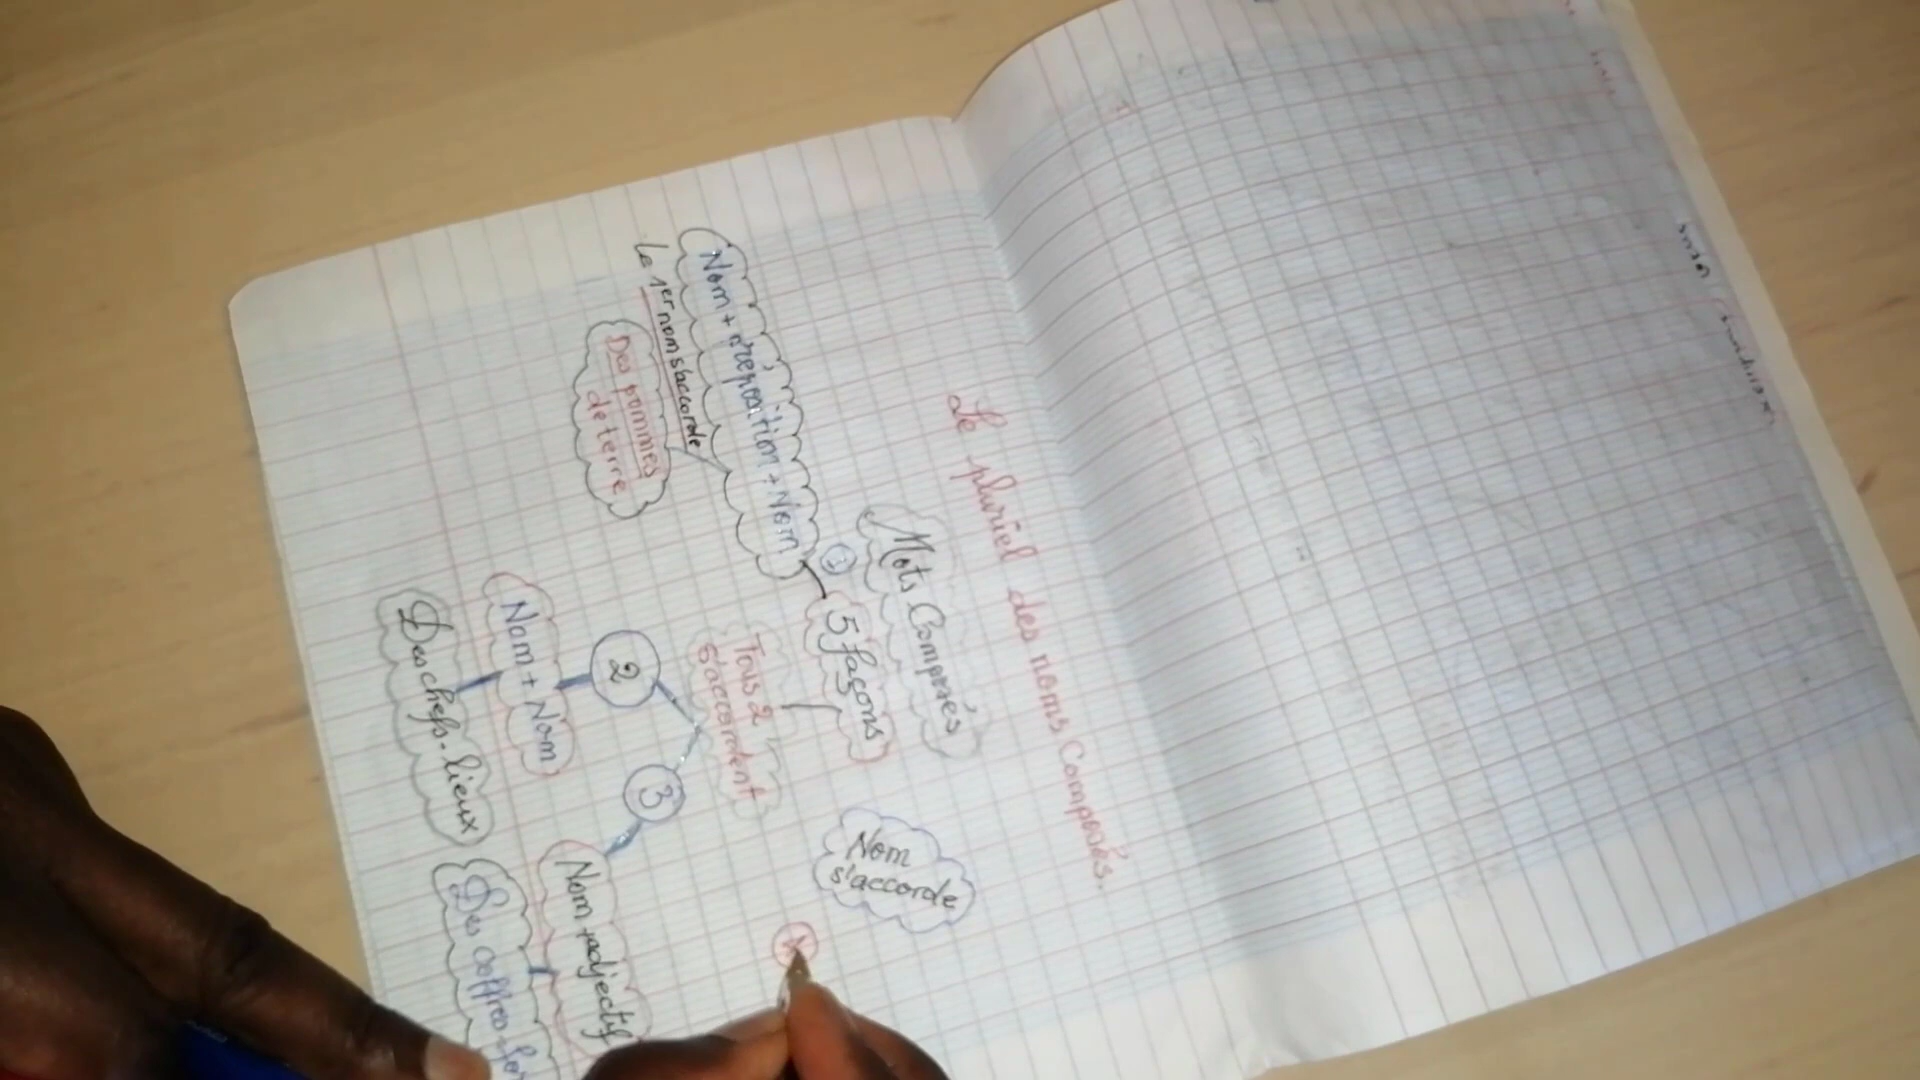 Le pluriel des noms Composés.
Mots Composés
5 façons
1
Nom + préposition + Nom
Le 1er nom s'accorde
Des pommes
de terre
Tous 2
s'accordent
2
Nom + Nom
Des chefs-lieux
3
Nom + adjectif
Des coffres-
Nom
s'accorde